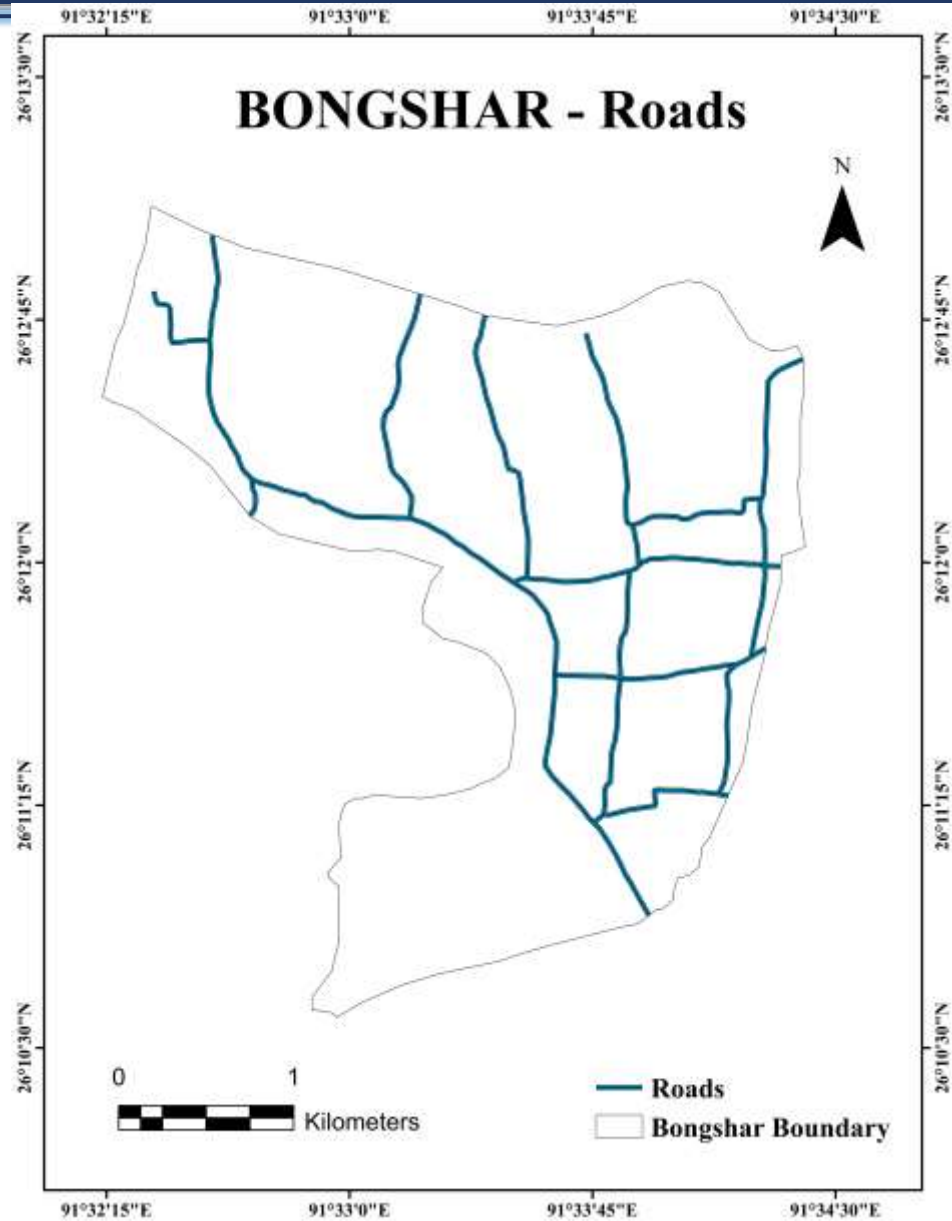 91°32'15"E 91°33'0"E 91°33'45"E 91°34'30"E
26°13'30"N 26°13'30"N
BONGSHAR - Roads
N
26°12'45"N 26°12'45"N
26°12'0"N 26°12'0"N
26°11'15"N 26°11'15"N
26°10'30"N 26°10'30"N
0 1
Kilometers
Roads
Bongshar Boundary
91°32'15"E 91°33'0"E 91°33'45"E 91°34'30"E